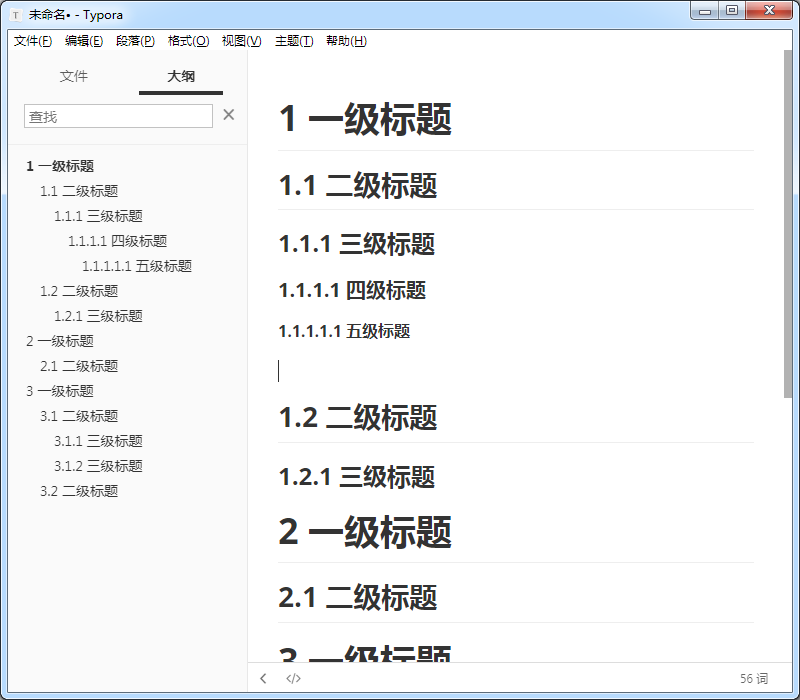 T 未命名• - Typora
文件(F) 编辑(E) 段落(P) 格式(O) 视图(V) 主题(T) 帮助(H)
文件 大纲
查找
1 一级标题
1.1 二级标题
1.1.1 三级标题
1.1.1.1 四级标题
1.1.1.1.1 五级标题
1.2 二级标题
1.2.1 三级标题
2 一级标题
2.1 二级标题
3 一级标题
3.1 二级标题
3.1.1 三级标题
3.1.2 三级标题
3.2 二级标题
1 一级标题
1.1 二级标题
1.1.1 三级标题
1.1.1.1 四级标题
1.1.1.1.1 五级标题
1.2 二级标题
1.2.1 三级标题
2 一级标题
2.1 二级标题
3 一级标题
56 词